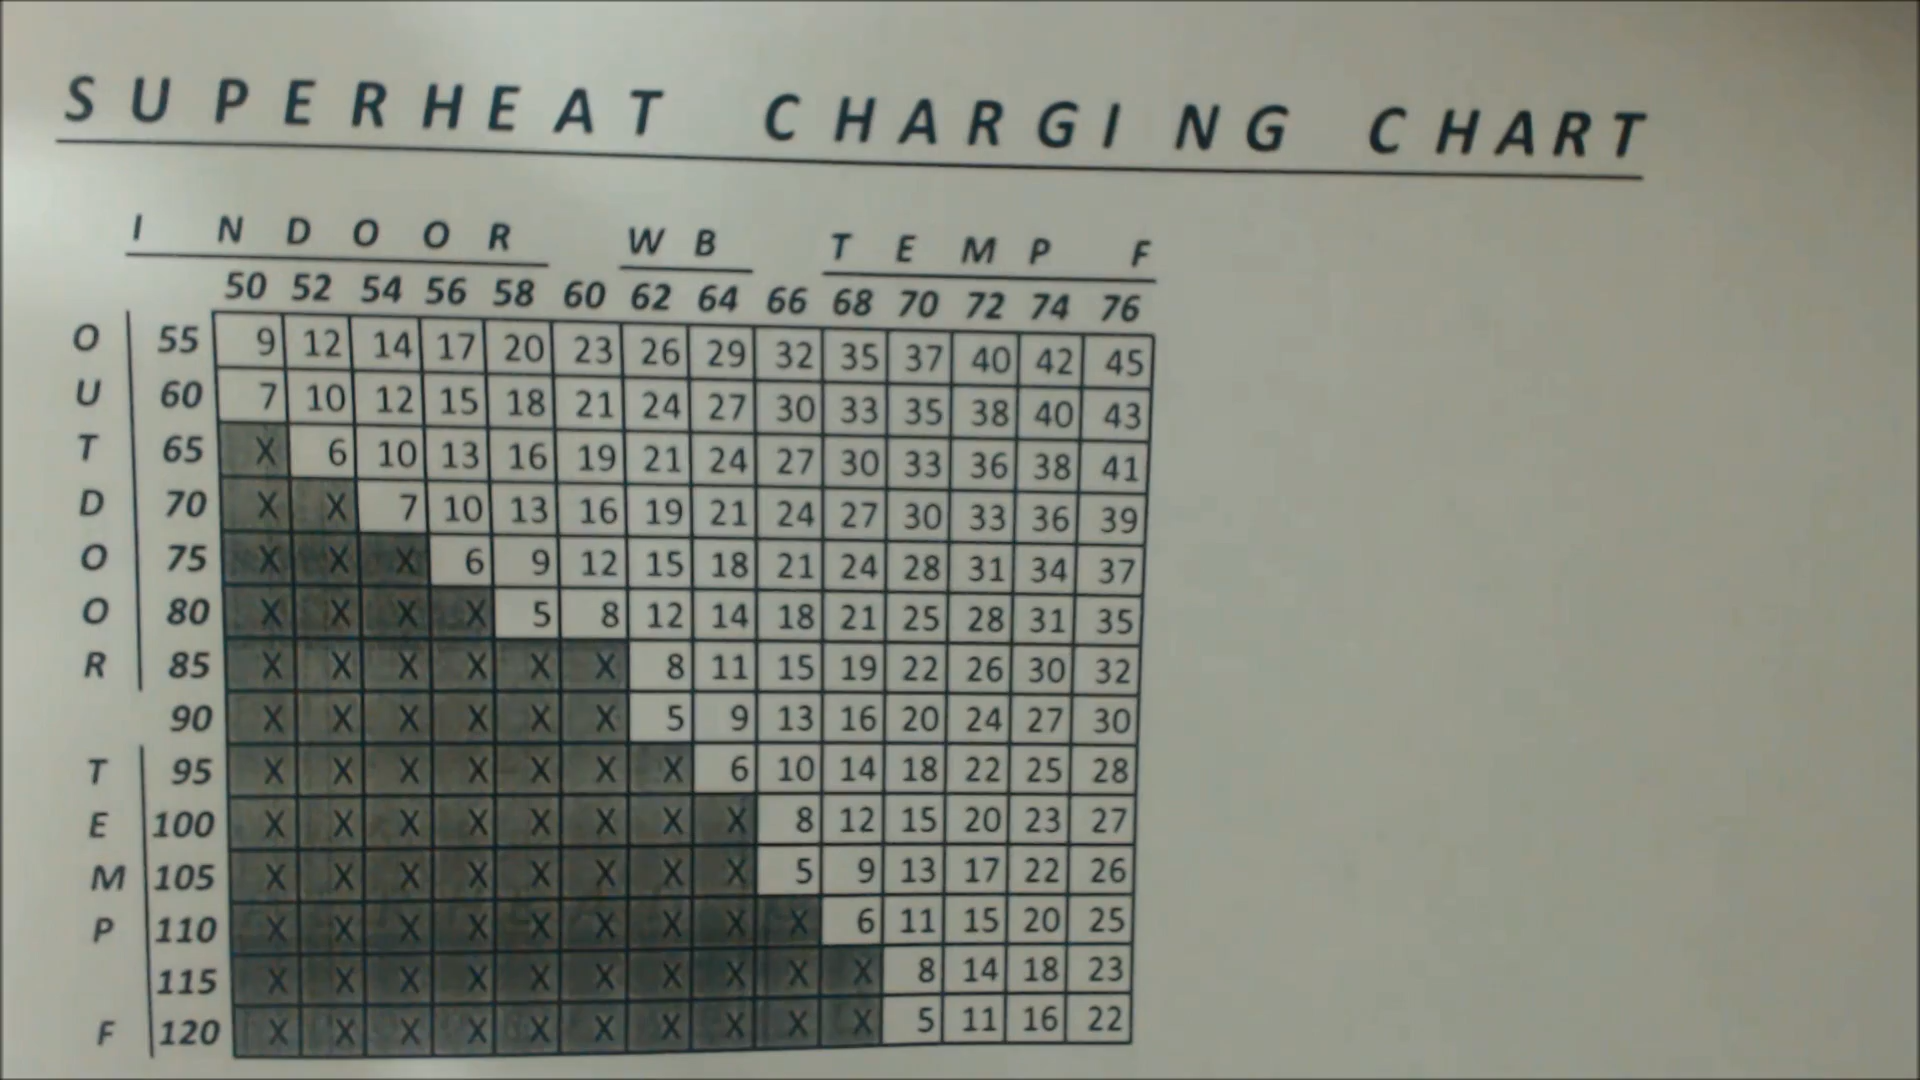 SUPERHEAT CHARGING CHART
INDOOR WB TEMP F
50 52 54 56 58 60 62 64 66 68 70 72 74 76
O 55 9 12 14 17 20 23 26 29 32 35 37 40 42 45
U 60 7 10 12 15 18 21 24 27 30 33 35 38 40 43
T 65 X 6 10 13 16 19 21 24 27 30 33 36 38 41
D 70 X X 7 10 13 16 19 21 24 27 30 33 36 39
O 75 X X X 6 9 12 15 18 21 24 28 31 34 37
O 80 X X X X 5 8 12 14 18 21 25 28 31 35
R 85 X X X X X X 8 11 15 19 22 26 30 32
90 X X X X X X 5 9 13 16 20 24 27 30
T 95 X X X X X X X 6 10 14 18 22 25 28
E 100 X X X X X X X X 8 12 15 20 23 27
M 105 X X X X X X X X 5 9 13 17 22 26
P 110 X X X X X X X X X 6 11 15 20 25
115 X X X X X X X X X X 8 14 18 23
F 120 X X X X X X X X X X 5 11 16 22